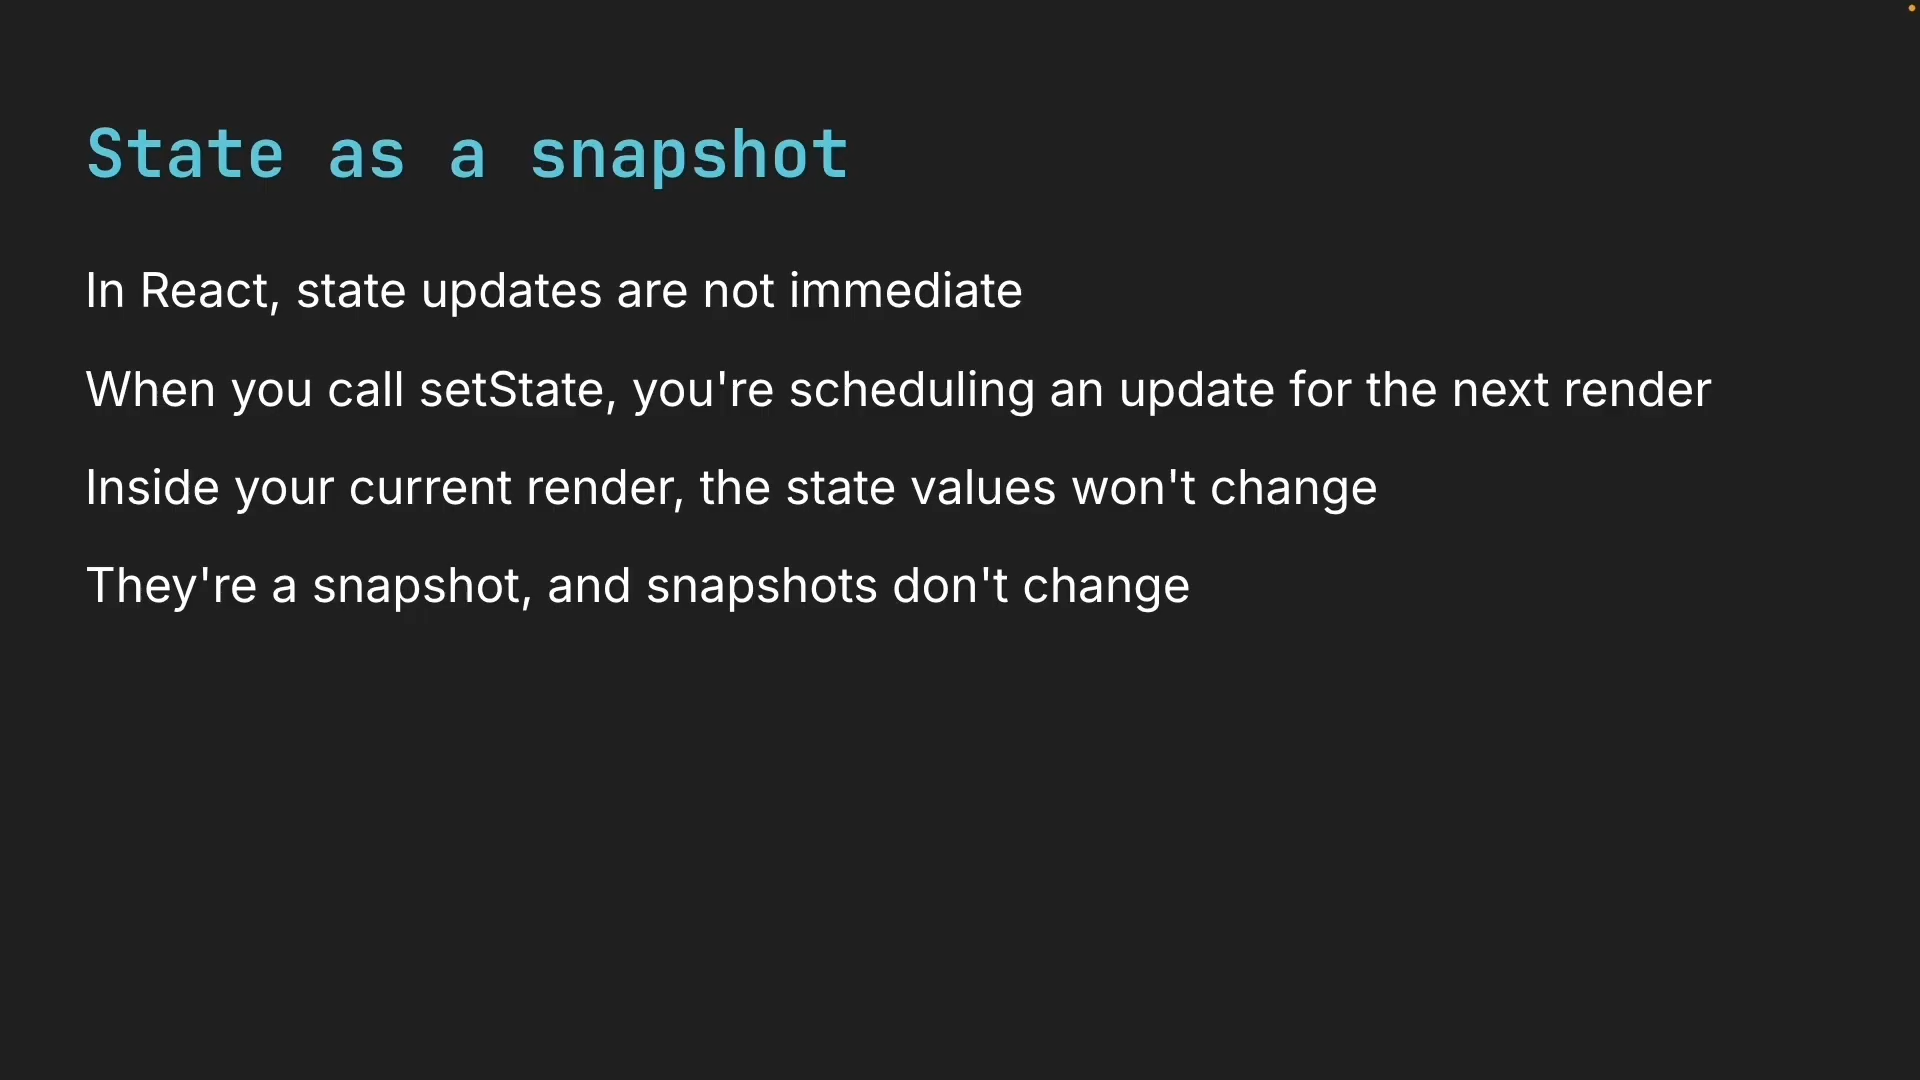 State as a snapshot
In React, state updates are not immediate
When you call setState, you're scheduling an update for the next render
Inside your current render, the state values won't change
They're a snapshot, and snapshots don't change